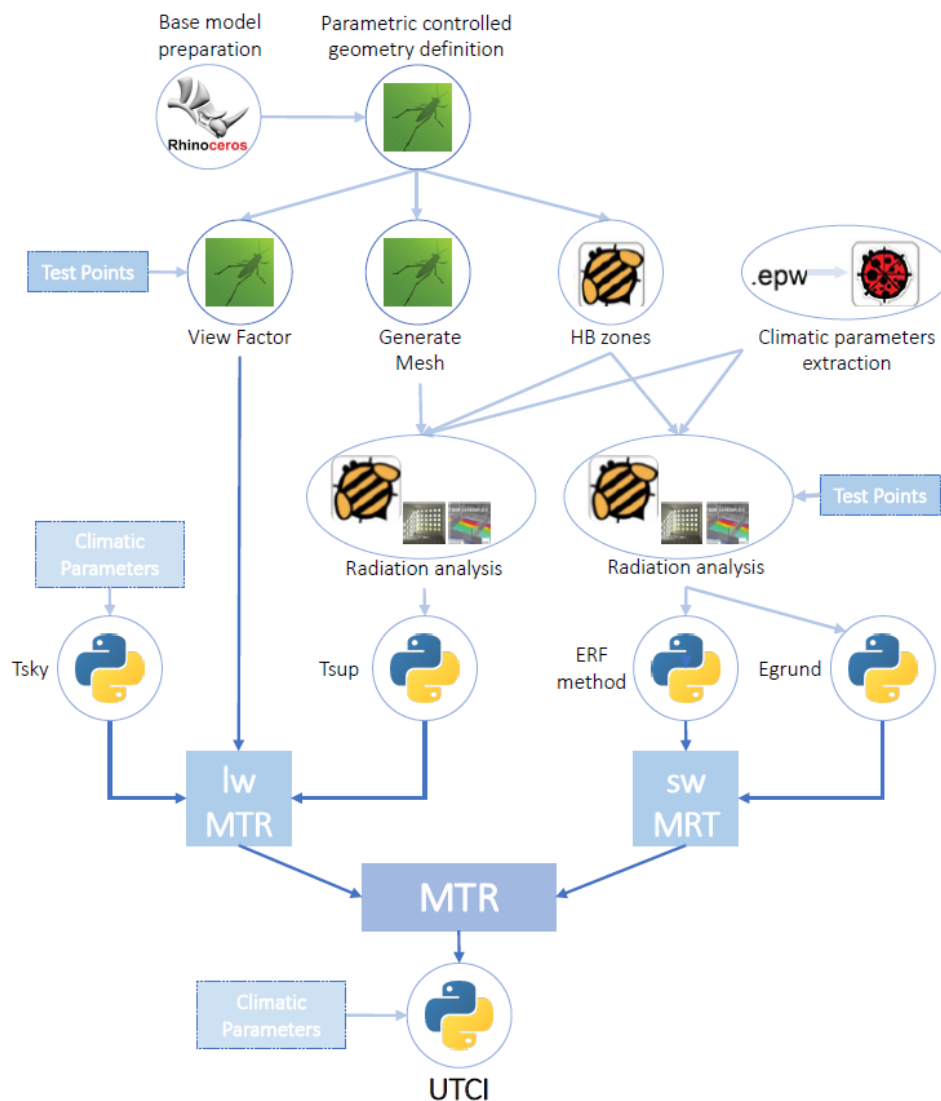 Base model
preparation
Parametric controlled
geometry definition
Rhinoceros
Test Points
View Factor
Generate
Mesh
HB zones
.epw
Climatic parameters
extraction
Radiation analysis
Radiation analysis
Test Points
Climatic
Parameters
Tsky
Tsup
ERF
method
Egrund
lw
MTR
sw
MRT
MTR
Climatic
Parameters
UTCI